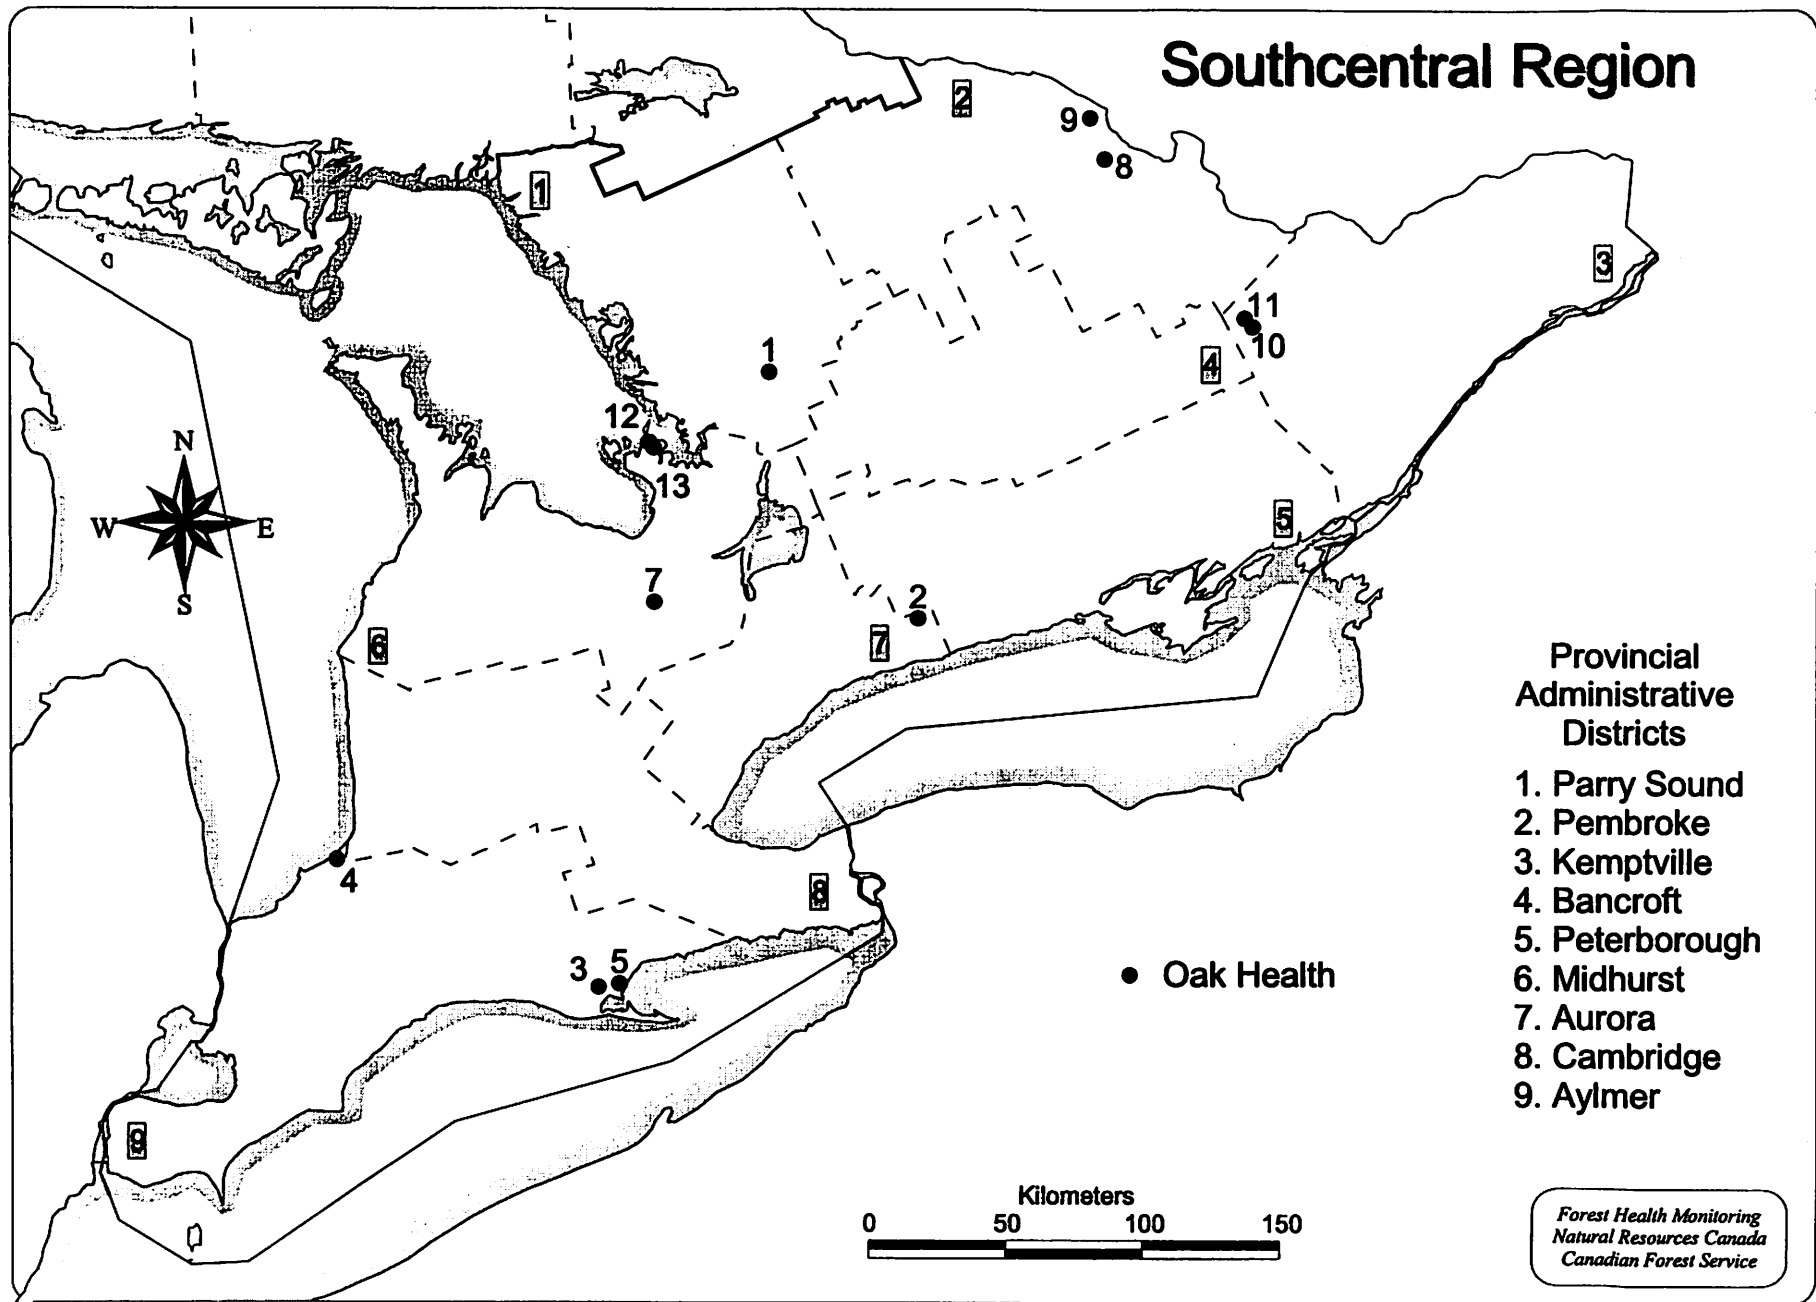 Southcentral Region
2
9
8
1
3
11
10
1
4
12
13
N
W E
S
5
7
2
6
7
Provincial
Administrative
Districts
1. Parry Sound
2. Pembroke
3. Kemptville
4. Bancroft
5. Peterborough
6. Midhurst
7. Aurora
8. Cambridge
9. Aylmer
4
8
3 5
Oak Health
9
Kilometers
0 50 100 150
Forest Health Monitoring
Natural Resources Canada
Canadian Forest Service